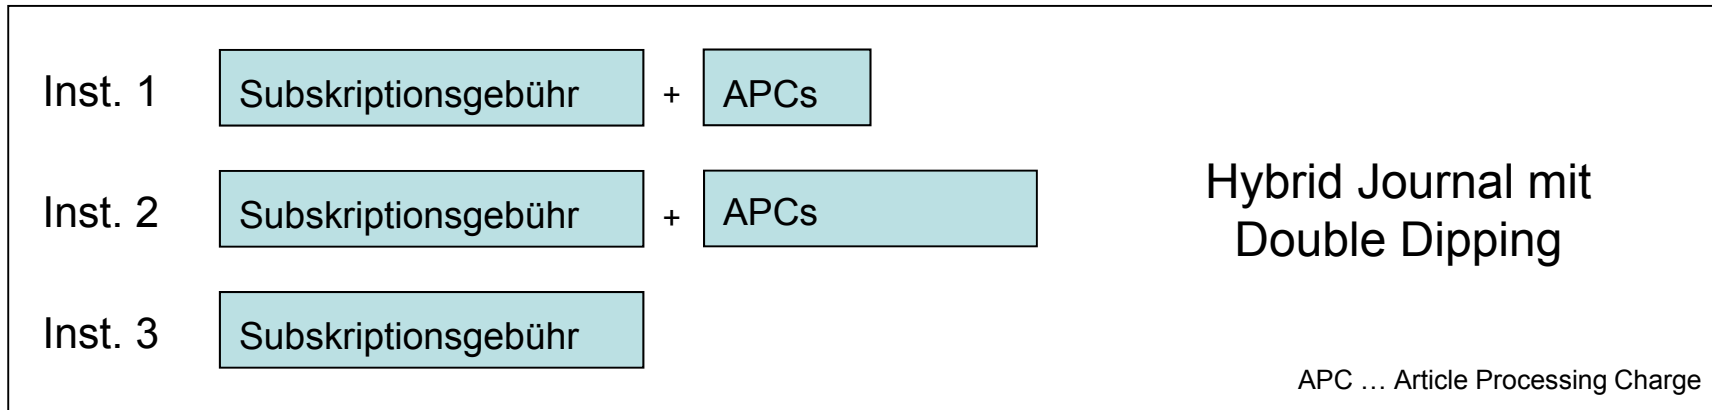 Inst. 1 Subskriptionsgebühr + APCs
Inst. 2 Subskriptionsgebühr + APCs
Inst. 3 Subskriptionsgebühr
Hybrid Journal mit
Double Dipping
APC … Article Processing Charge